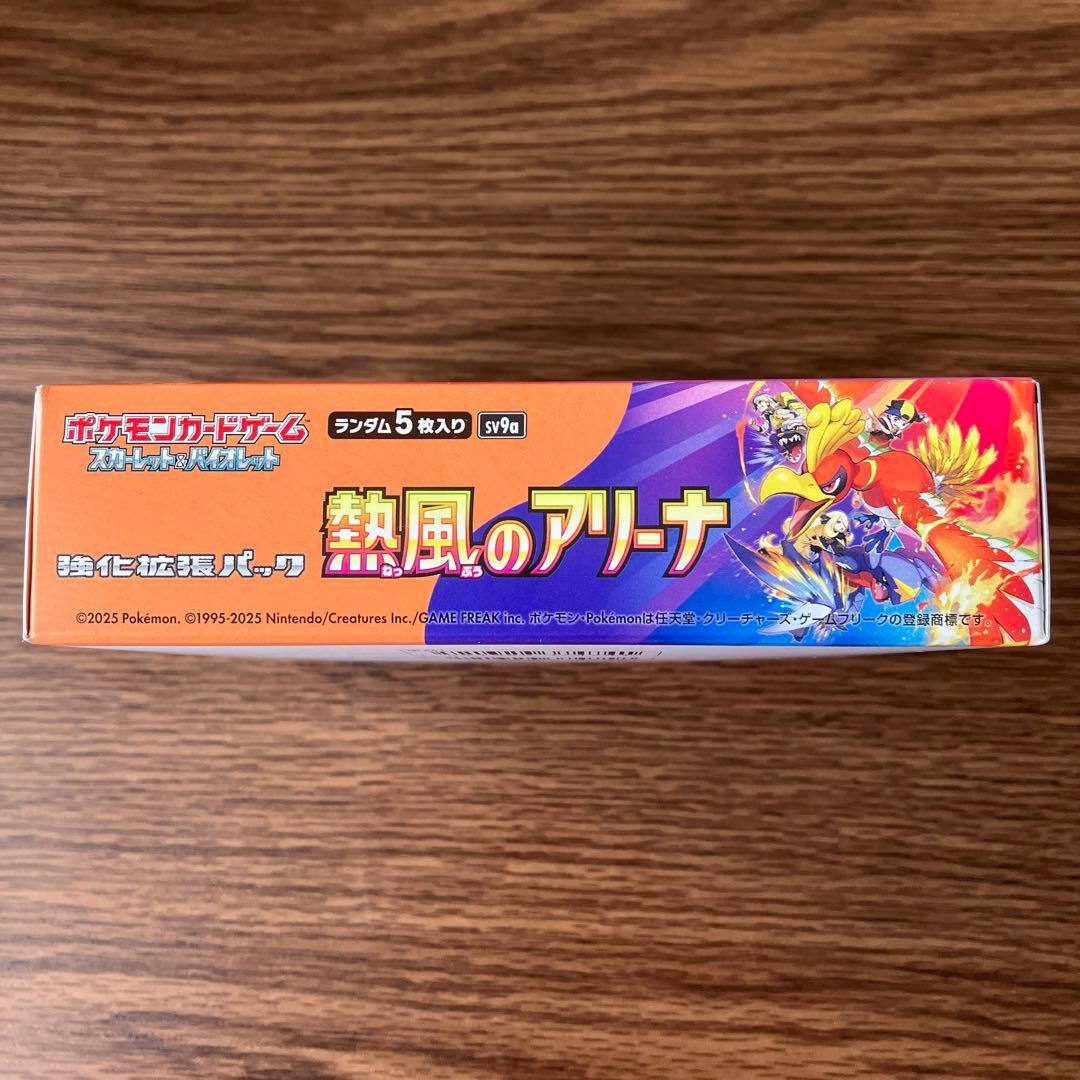 ポケモンカードゲーム
スカーレット&バイオレット
ランダム5枚入り
sv9a
強化拡張パック
熱風のアリーナ
ねっ ぷう
©2025 Pokémon. ©1995-2025 Nintendo/Creatures Inc./GAME FREAK inc. ポケモン・Pokémonは任天堂・クリーチャーズ・ゲームフリークの登録商標です。